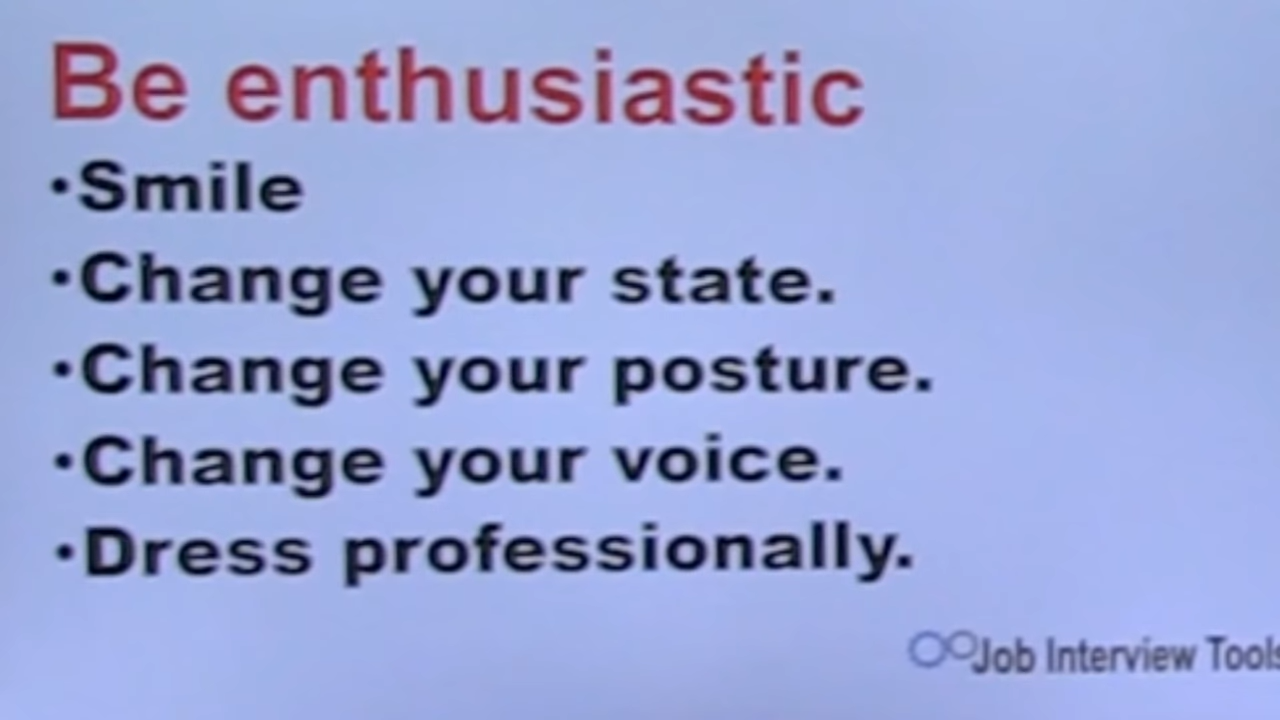 Be enthusiastic
•Smile
•Change your state.
•Change your posture.
•Change your voice.
•Dress professionally.
Job Interview Tools